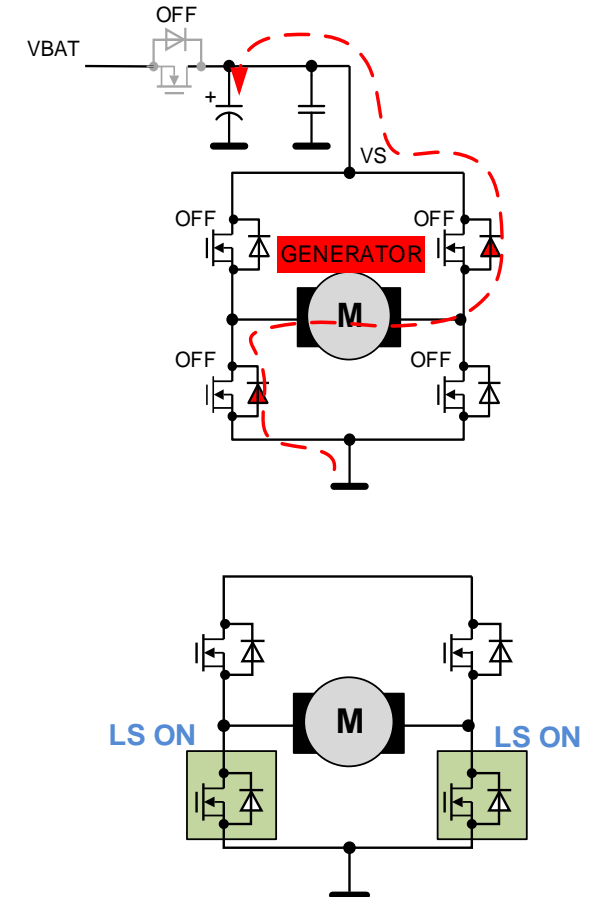 OFF
VBAT
+
VS
OFF
OFF
GENERATOR
M
OFF
OFF
M
LS ON
LS ON